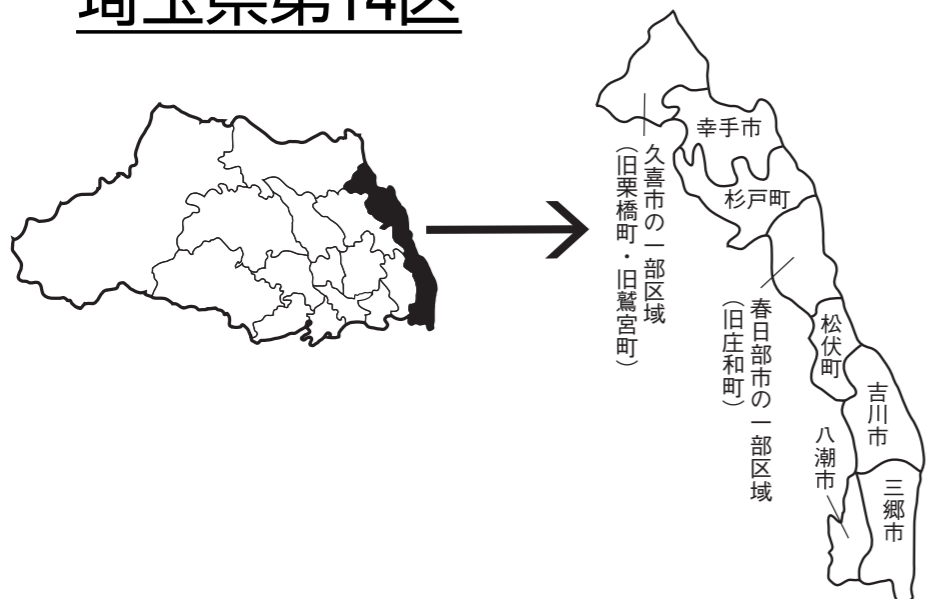 埼玉県第14区
幸手市
久喜市の一部区域
（旧栗橋町・旧鷲宮町）
杉戸町
春日部市の一部区域
（旧庄和町）
松伏町
吉川市
八潮市
三郷市